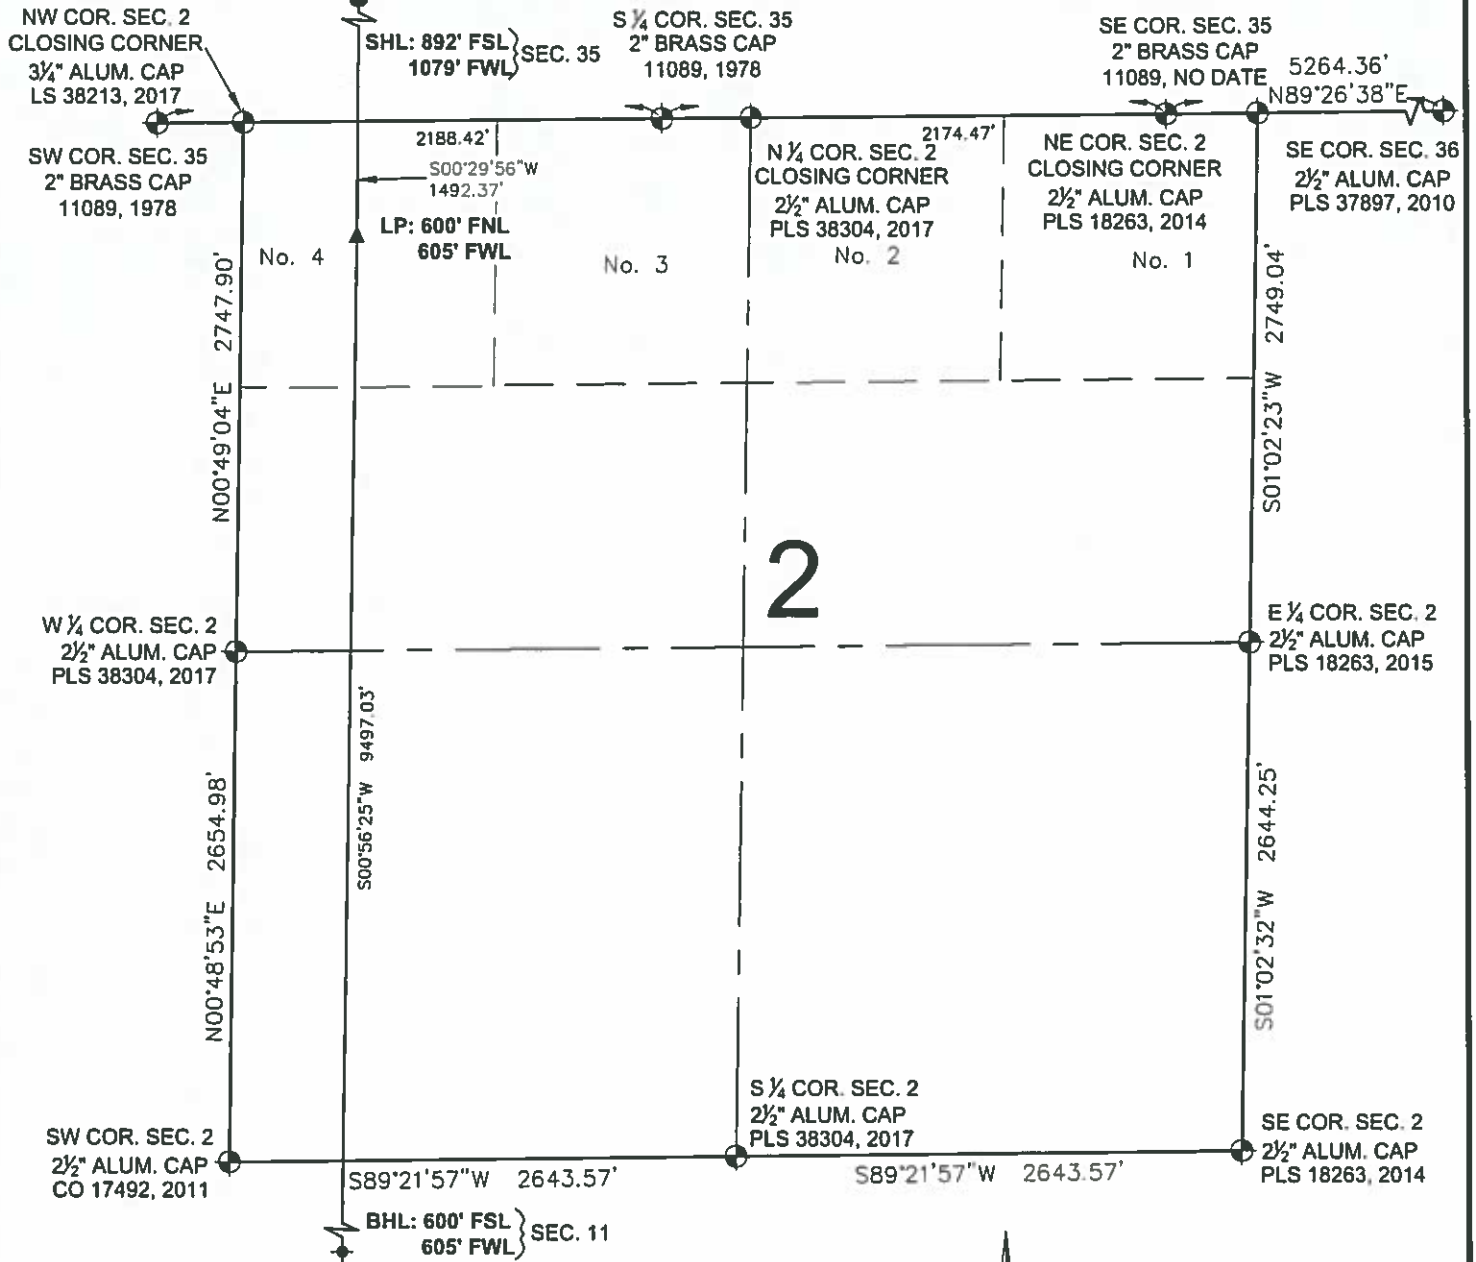 NW COR. SEC. 2
CLOSING CORNER
3¼" ALUM. CAP
LS 38213, 2017
SHL: 892' FSL
1079' FWL
SEC. 35
S ¼ COR. SEC. 35
2" BRASS CAP
11089, 1978
SE COR. SEC. 35
2" BRASS CAP
11089, NO DATE
5264.36'
N89°26'38"E
SW COR. SEC. 35
2" BRASS CAP
11089, 1978
2188.42'
S00°29'56"W
1492.37'
LP: 600' FNL
605' FWL
N ¼ COR. SEC. 2
CLOSING CORNER
2½" ALUM. CAP
PLS 38304, 2017
2174.47'
NE COR. SEC. 2
CLOSING CORNER
2½" ALUM. CAP
PLS 18263, 2014
SE COR. SEC. 36
2½" ALUM. CAP
PLS 37897, 2010
No. 4
No. 3
No. 2
No. 1
N00°49'04"E 2747.90'
S01°02'23"W 2749.04'
2
W ¼ COR. SEC. 2
2½" ALUM. CAP
PLS 38304, 2017
E ¼ COR. SEC. 2
2½" ALUM. CAP
PLS 18263, 2015
S00°56'25"W 9497.03'
N00°48'53"E 2654.98'
S01°02'32"W 2644.25'
SW COR. SEC. 2
2½" ALUM. CAP
CO 17492, 2011
S ¼ COR. SEC. 2
2½" ALUM. CAP
PLS 38304, 2017
SE COR. SEC. 2
2½" ALUM. CAP
PLS 18263, 2014
S89°21'57"W 2643.57'
S89°21'57"W 2643.57'
BHL: 600' FSL
605' FWL
SEC. 11